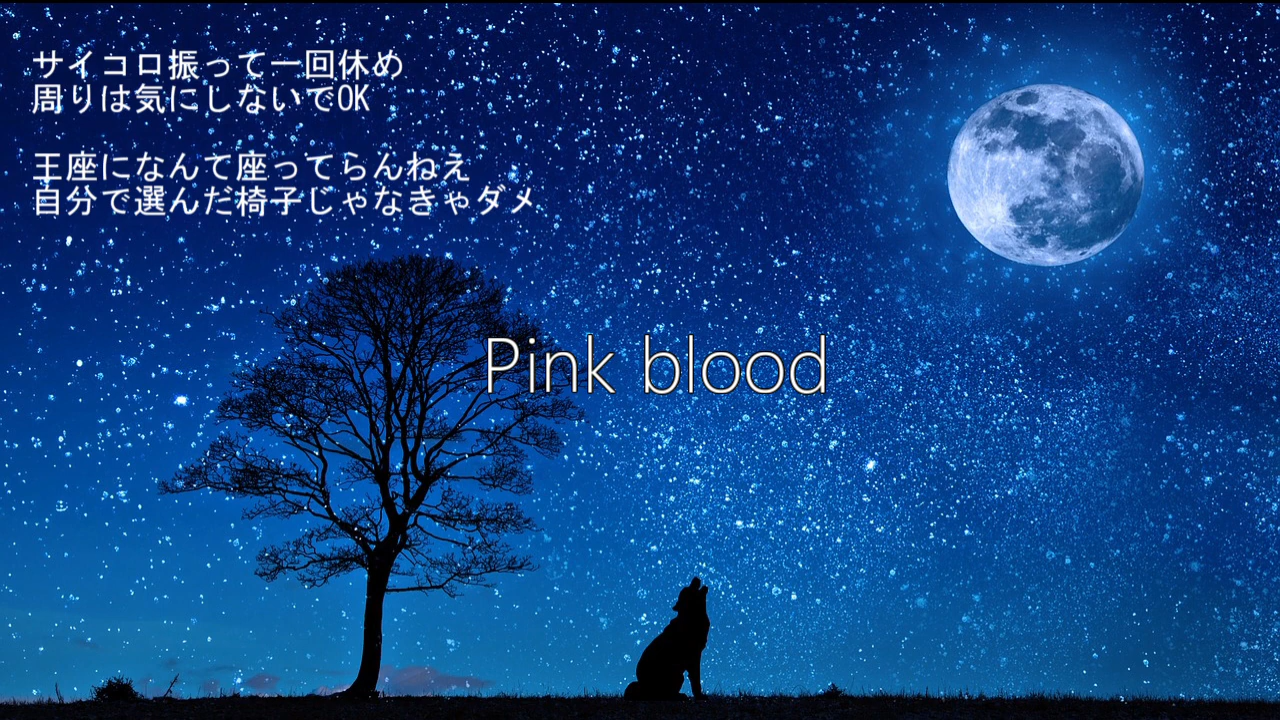 サイコロ振って一回休め
周りは気にしないでOK
王座になんて座ってらんねえ
自分で選んだ椅子じゃなきゃダメ
Pink blood